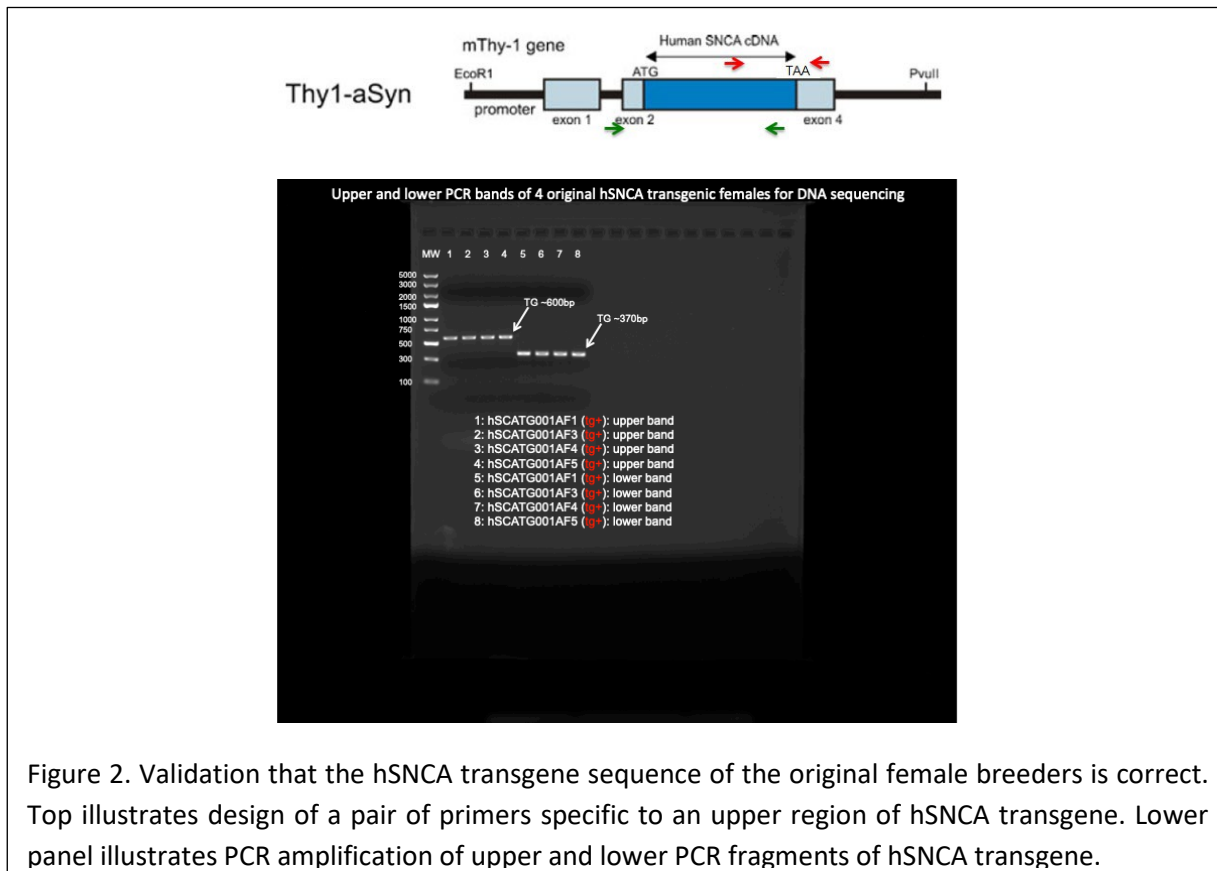 mThy-1 gene
Human SNCA cDNA
EcoR1
ATG
TAA
PvuII
Thy1-aSyn
promoter
exon 1
exon 2
exon 4
Upper and lower PCR bands of 4 original hSNCA transgenic females for DNA sequencing
MW 1 2 3 4 5 6 7 8
5000
3000
2000
1500
1000
750
500
300
100
TG ~600bp
TG ~370bp
1: hSCATG001AF1 (tg+): upper band
2: hSCATG001AF3 (tg+): upper band
3: hSCATG001AF4 (tg+): upper band
4: hSCATG001AF5 (tg+): upper band
5: hSCATG001AF1 (tg+): lower band
6: hSCATG001AF3 (tg+): lower band
7: hSCATG001AF4 (tg+): lower band
8: hSCATG001AF5 (tg+): lower band
Figure 2. Validation that the hSNCA transgene sequence of the original female breeders is correct.
Top illustrates design of a pair of primers specific to an upper region of hSNCA transgene. Lower
panel illustrates PCR amplification of upper and lower PCR fragments of hSNCA transgene.